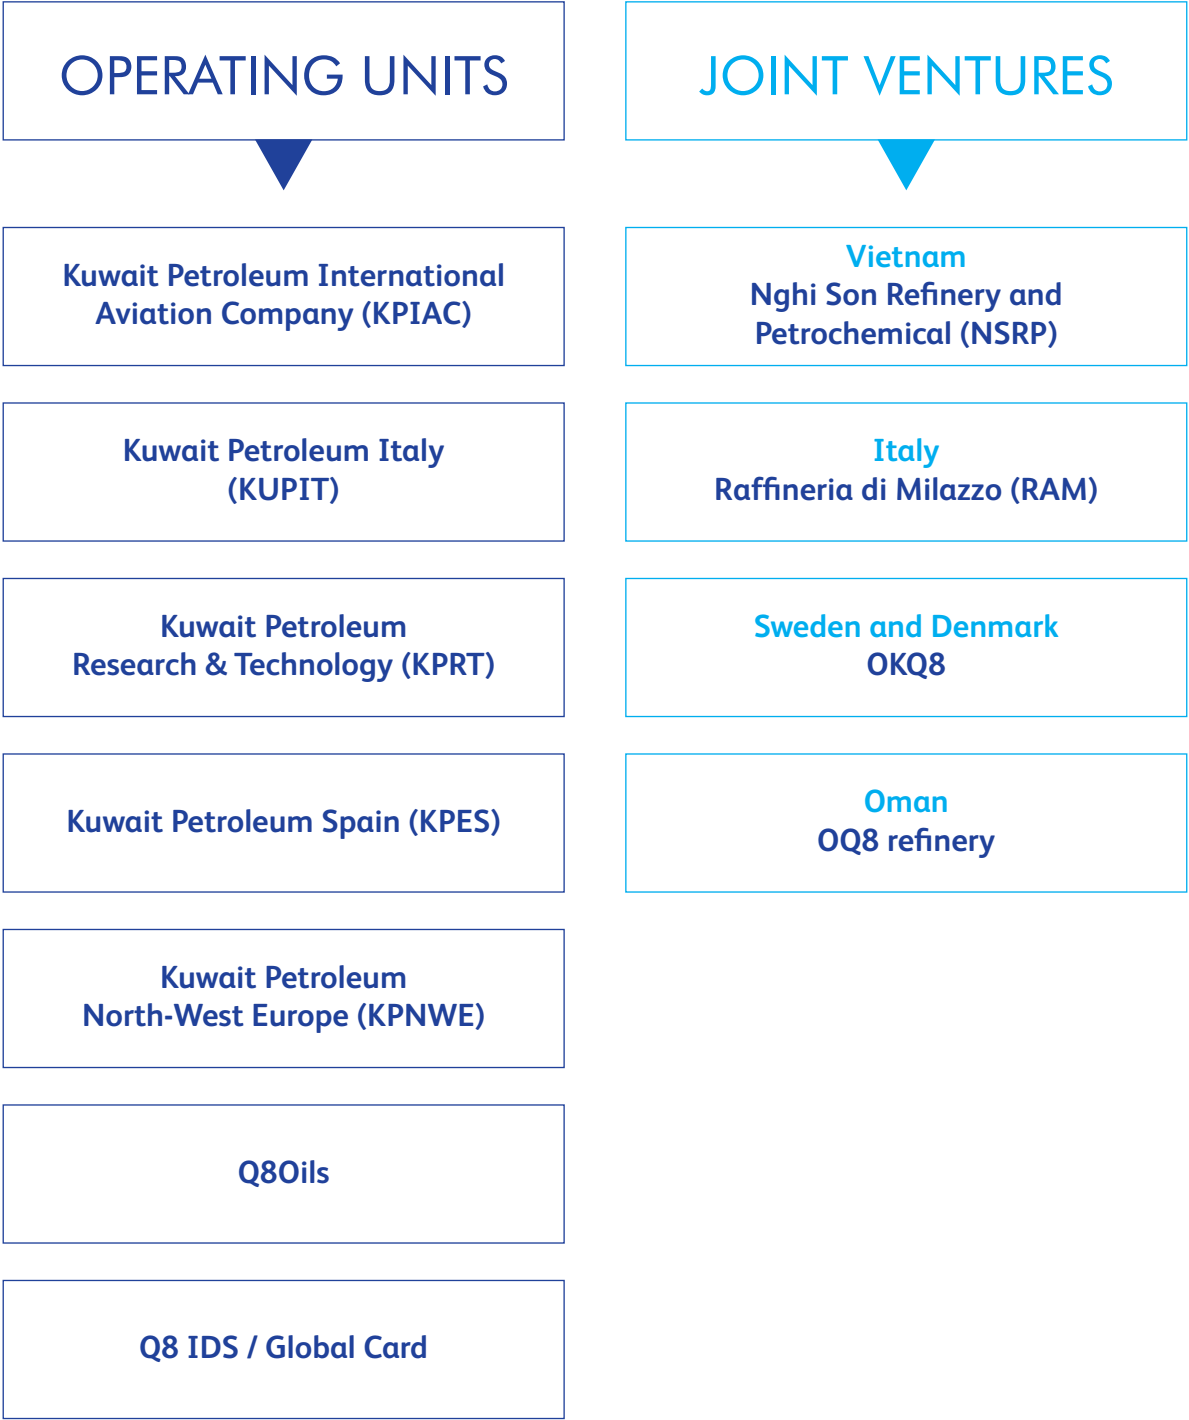 OPERATING UNITS
Kuwait Petroleum International
Aviation Company (KPIAC)
Kuwait Petroleum Italy
(KUPIT)
Kuwait Petroleum
Research & Technology (KPRT)
Kuwait Petroleum Spain (KPES)
Kuwait Petroleum
North-West Europe (KPNWE)
Q8Oils
Q8 IDS / Global Card
JOINT VENTURES
Vietnam
Nghi Son Refinery and
Petrochemical (NSRP)
Italy
Raffineria di Milazzo (RAM)
Sweden and Denmark
OKQ8
Oman
OQ8 refinery